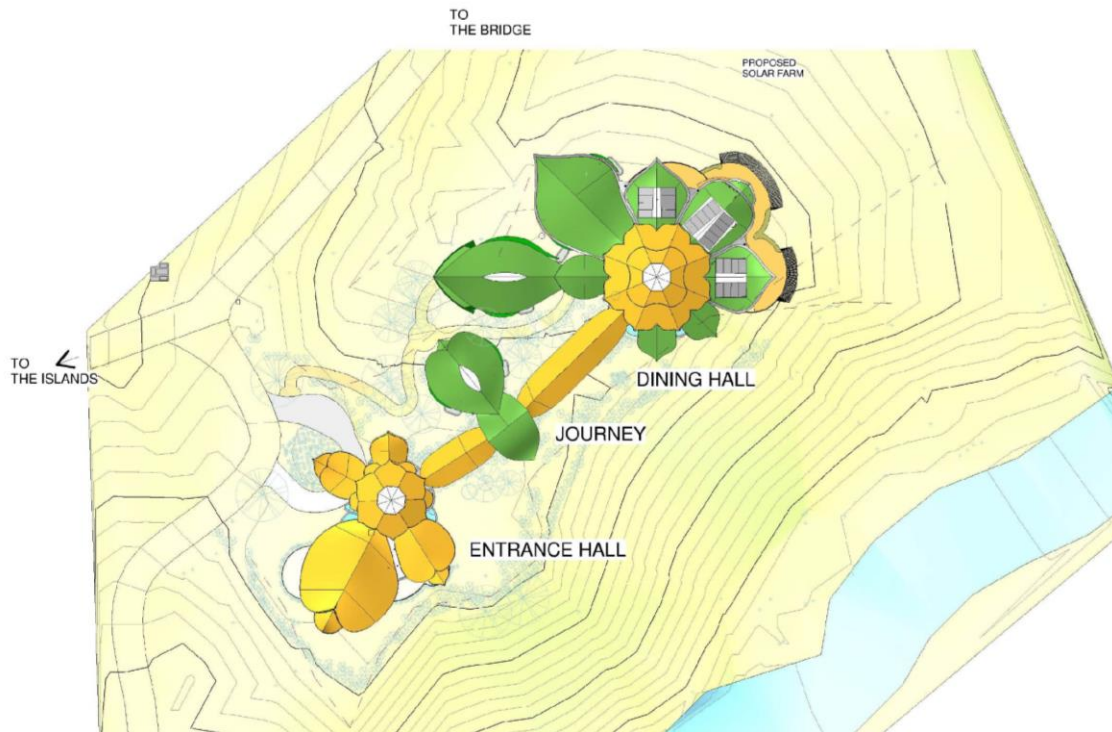 TO
THE BRIDGE
PROPOSED
SOLAR FARM
TO
THE ISLANDS
DINING HALL
JOURNEY
ENTRANCE HALL